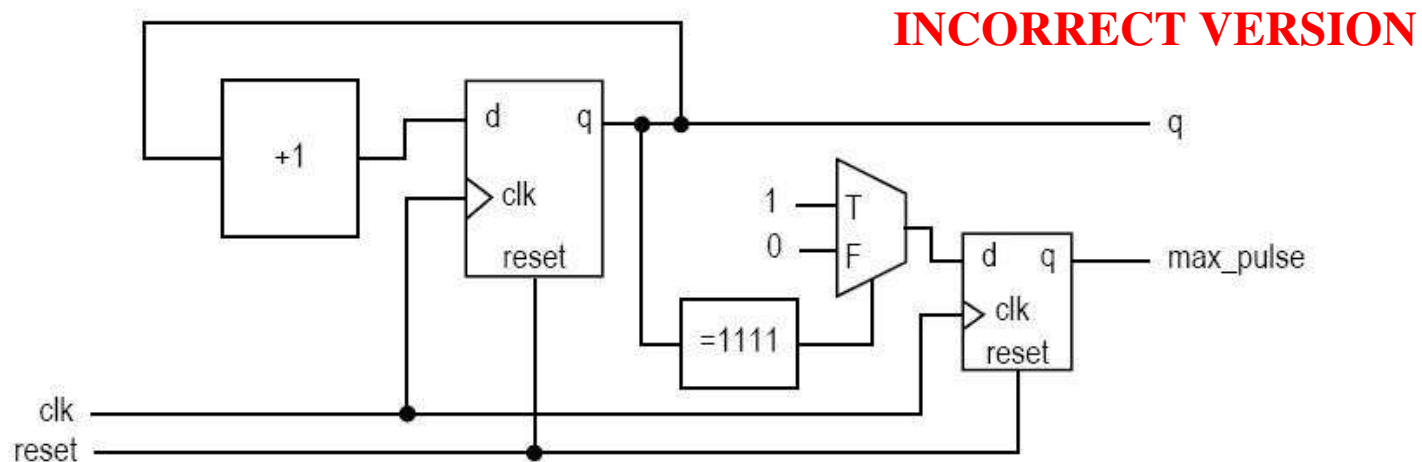 INCORRECT VERSION
+1
d
q
clk
reset
q
1
T
0
F
=1111
d
q
clk
reset
max_pulse
clk
reset